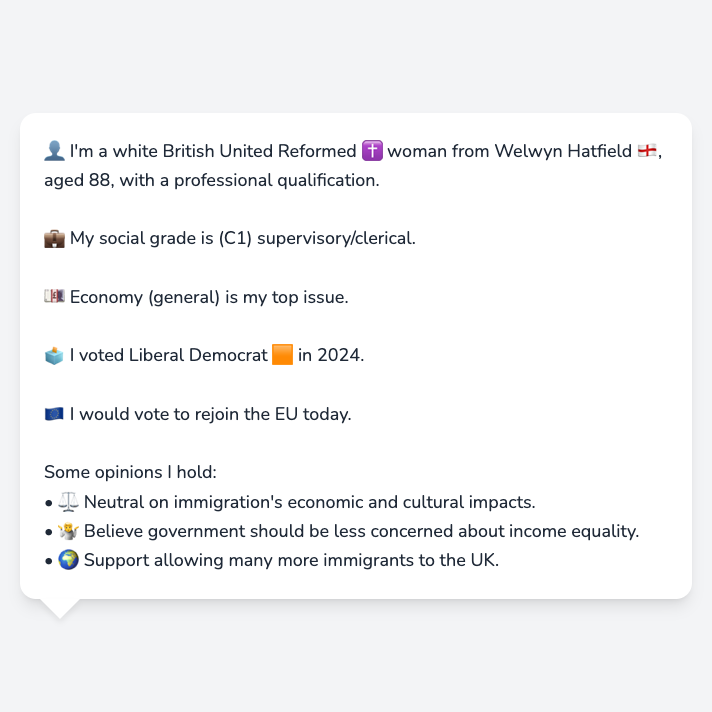 👤 I'm a white British United Reformed ✝️ woman from Welwyn Hatfield 🏴󠁧󠁢󠁥󠁮󠁧󠁿,
aged 88, with a professional qualification.
💼 My social grade is (C1) supervisory/clerical.
💷 Economy (general) is my top issue.
🗳️ I voted Liberal Democrat 🟧 in 2024.
🇪🇺 I would vote to rejoin the EU today.
Some opinions I hold:
• ⚖️ Neutral on immigration's economic and cultural impacts.
• 🤷 Believe government should be less concerned about income equality.
• 🌍 Support allowing many more immigrants to the UK.